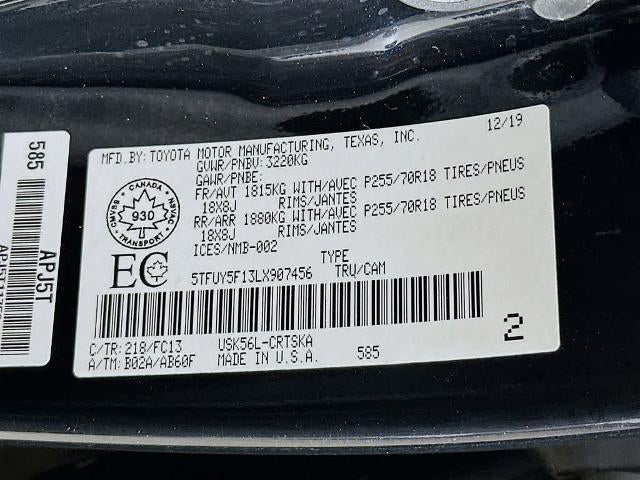 MFD.BY:TOYOTA MOTOR MANUFACTURING, TEXAS, INC. 12/19
GVWR/PNBV:3220KG
GAWR/PNBE:
FR/AVT 1815KG WITH/AVEC P255/70R18 TIRES/PNEUS
18X8J RIMS/JANTES
RR/ARR 1880KG WITH/AVEC P255/70R18 TIRES/PNEUS
18X8J RIMS/JANTES
ICES/NMB-002
CANADA
930
TRANSPORT
EC
TYPE
5TFUY5F13LX907456 TRU/CAM
C/TR:218/FC13 USK56L-CRTSKA
A/TM:B02A/AB60F MADE IN U.S.A. 585
2
585
APJ5T